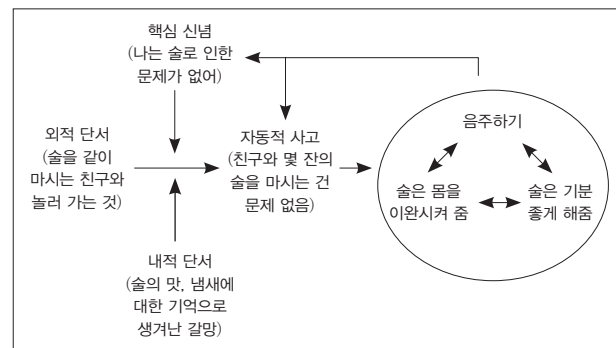 핵심 신념
(나는 술로 인한
문제가 없어)
외적 단서
(술을 같이
마시는 친구와
놀러 가는 것)
자동적 사고
(친구와 몇 잔의
술을 마시는 건
문제 없음)
음주하기
술은 몸을
이완시켜 줌
술은 기분
좋게 해줌
내적 단서
(술의 맛, 냄새에
대한 기억으로
생겨난 갈망)